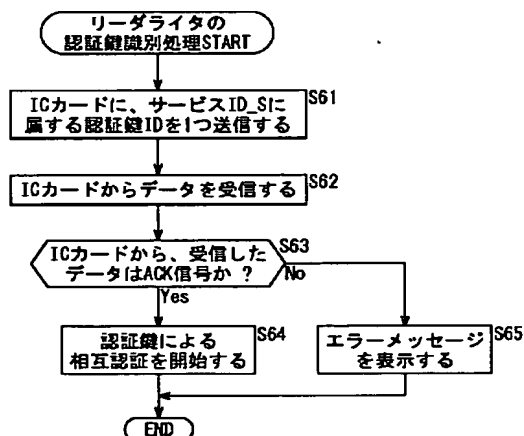 リーダライタの
認証鍵識別処理START
S61
ICカードに、サービスID_Sに
属する認証鍵IDを1つ送信する
S62
ICカードからデータを受信する
S63
ICカードから、受信した
データはACK信号か ?
No
Yes
S64
認証鍵による
相互認証を開始する
S65
エラーメッセージ
を表示する
END